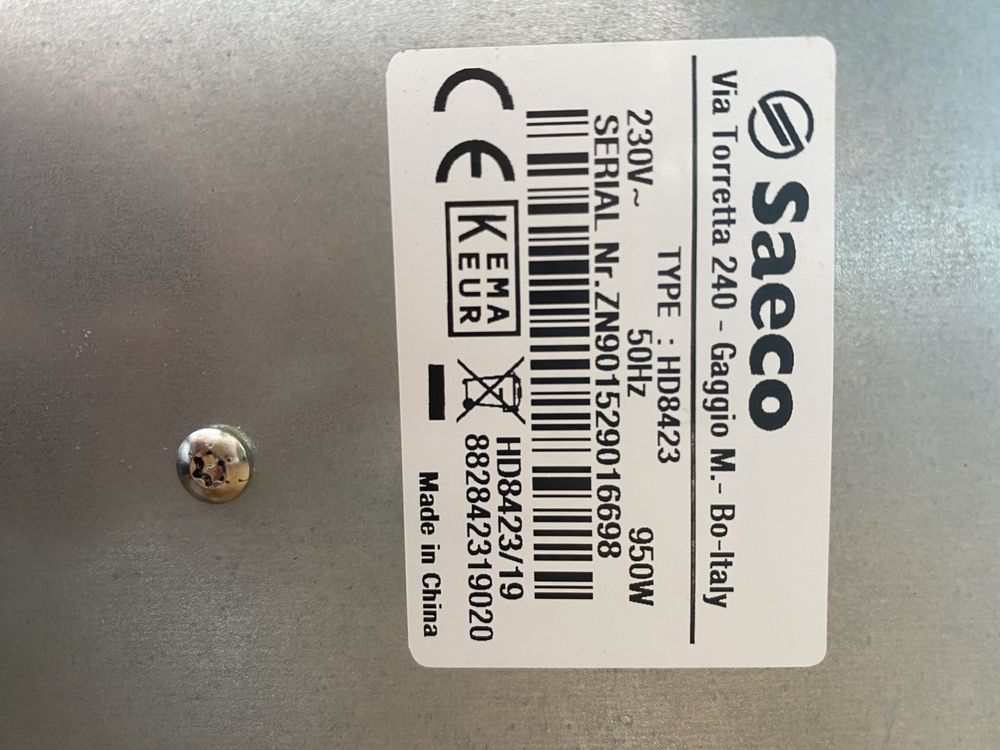 Saeco
Via Torretta 240 - Gaggio M.- Bo-Italy
TYPE : HD8423
230V~ 50Hz 950W
SERIAL Nr. ZN901529016698
CE
KEMA
KEUR
HD8423/19
882842319020
Made in China